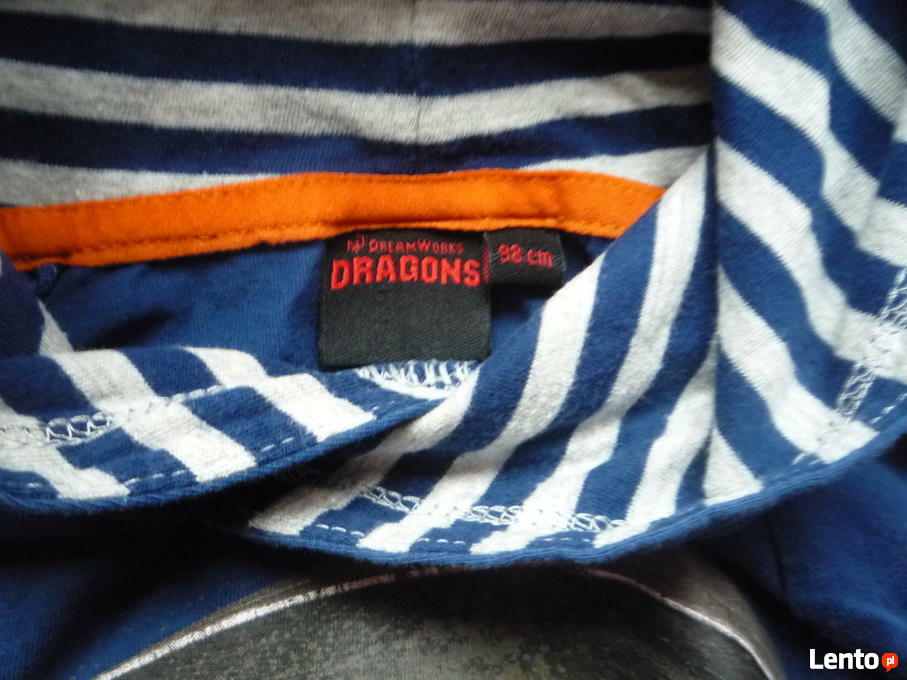 DREAMWORKS
DRAGONS
98 cm
Lento pl